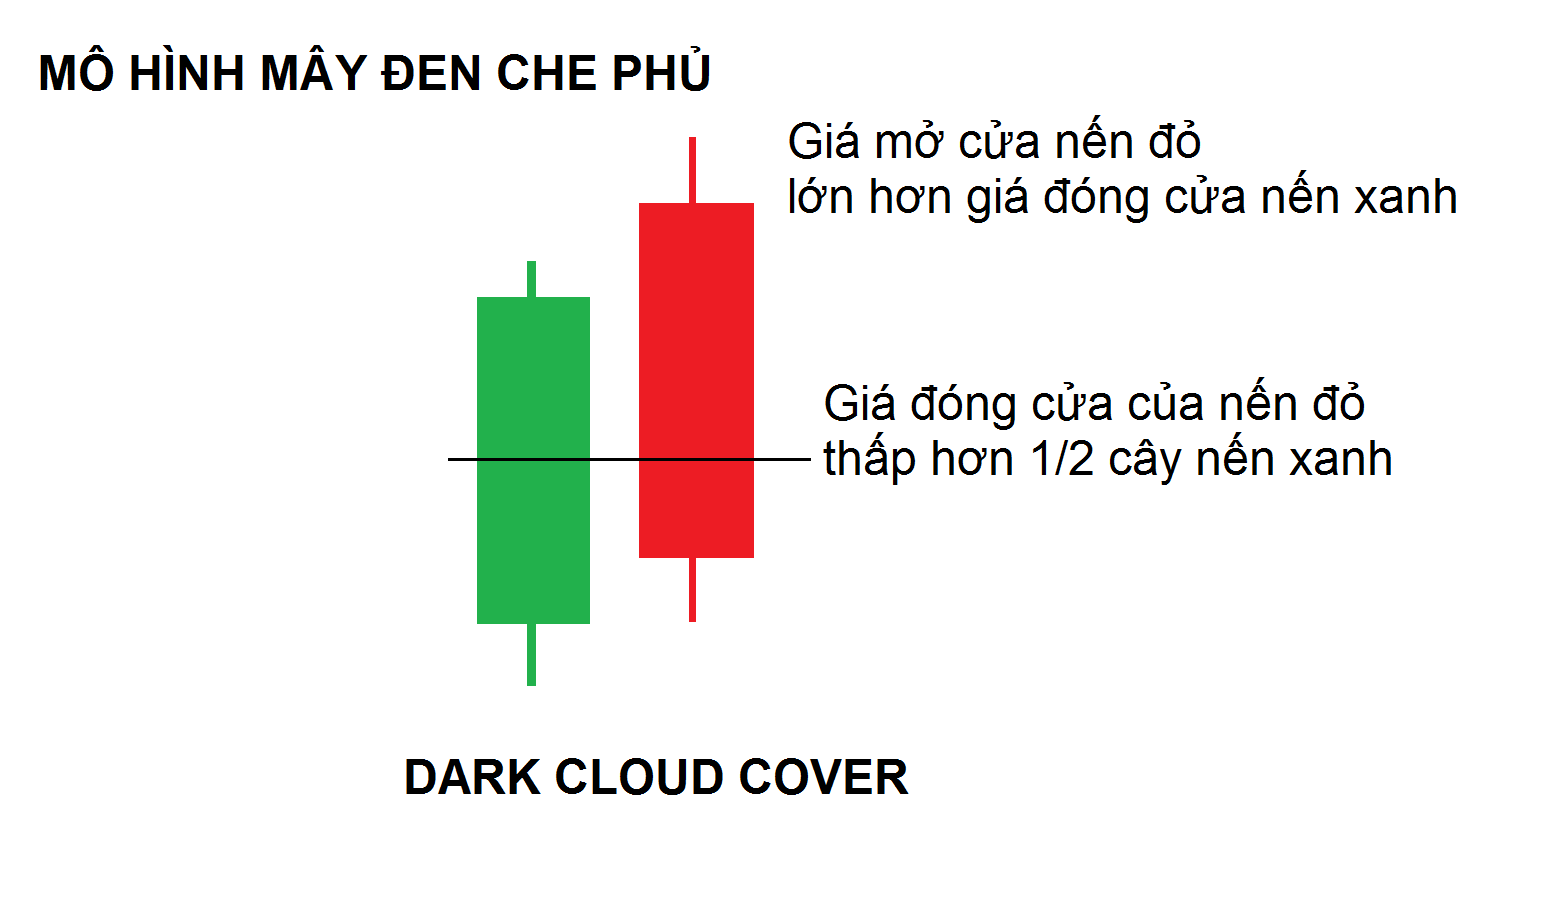 MÔ HÌNH MÂY ĐEN CHE PHỦ
Giá mở cửa nến đỏ
lớn hơn giá đóng cửa nến xanh
Giá đóng cửa của nến đỏ
thấp hơn 1/2 cây nến xanh
DARK CLOUD COVER